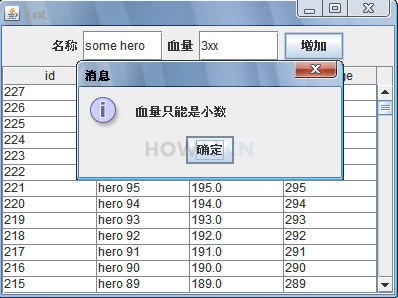 LoL
名称 some hero 血量 3xx 增加
id
227
226
225
224
223
222
消息
血量只能是小数
确定
221 hero 95 195.0 295
220 hero 94 194.0 294
219 hero 93 193.0 293
218 hero 92 192.0 292
217 hero 91 191.0 291
216 hero 90 190.0 290
215 hero 89 189.0 289